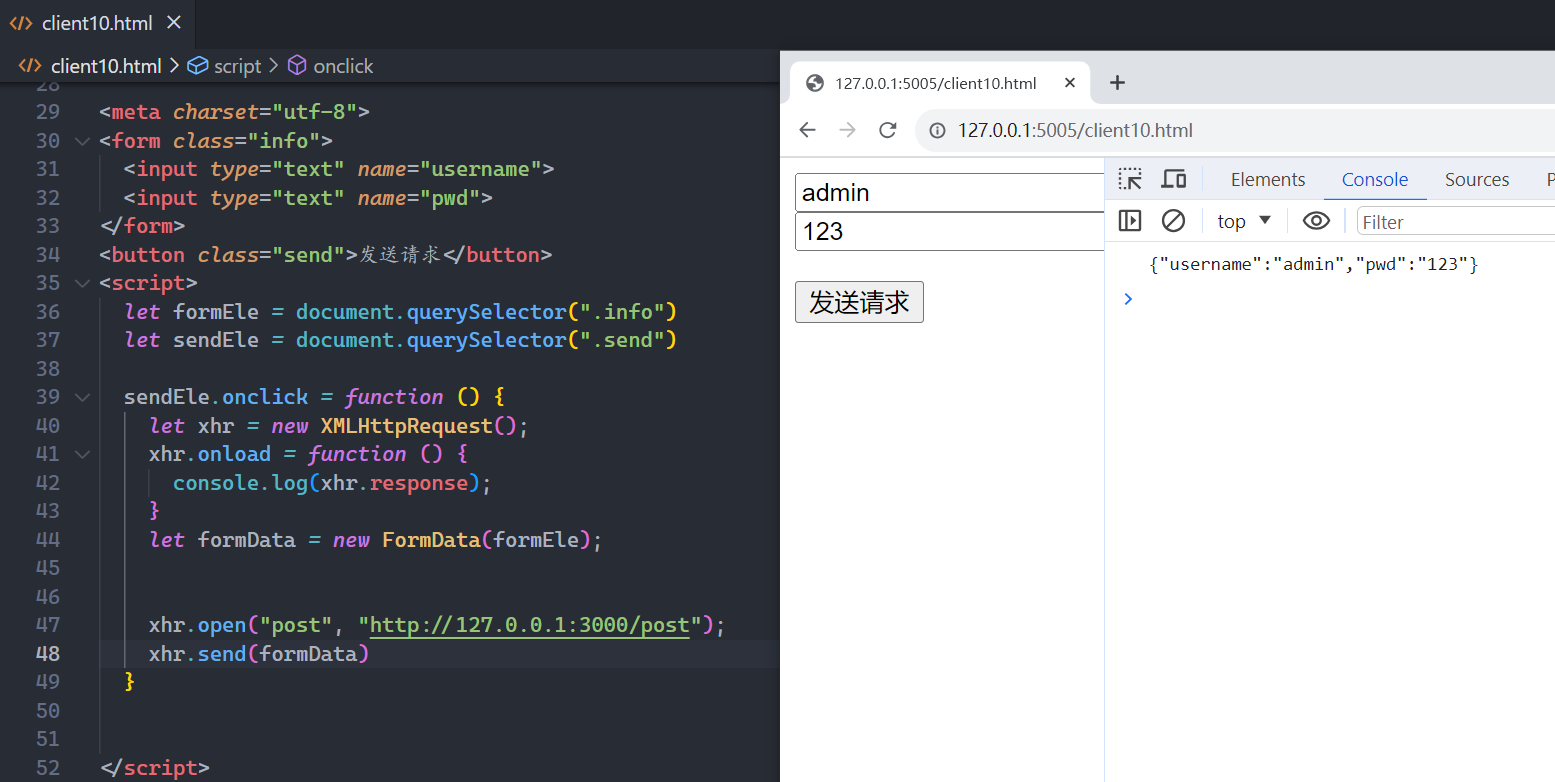 client10.html
client10.html > script > onclick
28
29 <meta charset="utf-8">
30 <form class="info">
31 <input type="text" name="username">
32 <input type="text" name="pwd">
33 </form>
34 <button class="send">发送请求</button>
35 <script>
36 let formEle = document.querySelector(".info")
37 let sendEle = document.querySelector(".send")
38
39 sendEle.onclick = function () {
40 let xhr = new XMLHttpRequest();
41 xhr.onload = function () {
42 console.log(xhr.response);
43 }
44 let formData = new FormData(formEle);
45
46
47 xhr.open("post", "http://127.0.0.1:3000/post");
48 xhr.send(formData)
49 }
50
51
52 </script>
127.0.0.1:5005/client10.html
127.0.0.1:5005/client10.html
admin
123
发送请求
Elements Console Sources P
top Filter
{"username":"admin","pwd":"123"}